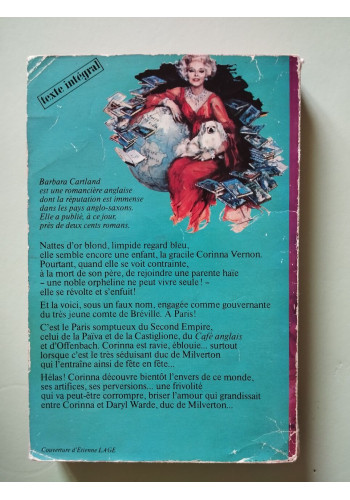 texte intégral
Barbara Cartland
est une romancière anglaise
dont la réputation est immense
dans les pays anglo-saxons.
Elle a publié, à ce jour,
près de deux cents romans.
Nattes d'or blond, limpide regard bleu,
elle semble encore une enfant, la gracile Corinna Vernon.
Pourtant, quand elle se voit contrainte,
à la mort de son père, de rejoindre une parente haïe
– une noble orpheline ne peut vivre seule! –
elle se révolte et s'enfuit!
Et la voici, sous un faux nom, engagée comme gouvernante
du très jeune comte de Bréville. A Paris!
C'est le Paris somptueux du Second Empire,
celui de la Païva et de la Castiglione, du Café anglais
et d'Offenbach. Corinna est ravie, éblouie... surtout
lorsque c'est le très séduisant duc de Milverton
qui l'entraîne ainsi de fête en fête...
Hélas! Corinna découvre bientôt l'envers de ce monde,
ses artifices, ses perversions... une frivolité
qui va peut-être corrompre, briser l'amour qui grandissait
entre Corinna et Daryl Warde, duc de Milverton...
Couverture d'Etienne LAGE